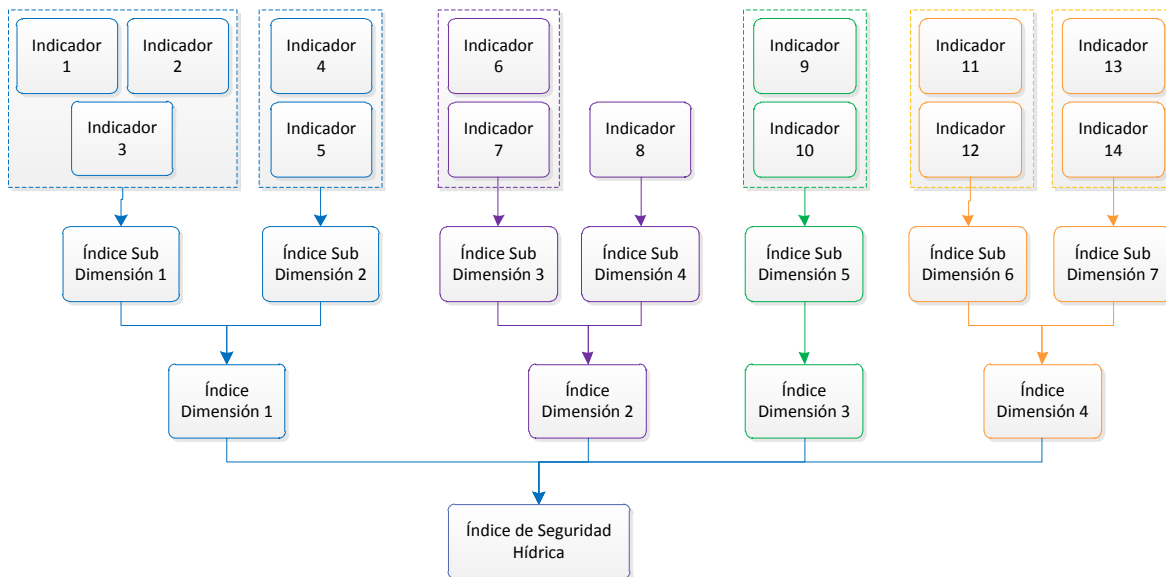 Indicador
1
Indicador
2
Indicador
3
Indicador
4
Indicador
5
Indicador
6
Indicador
7
Indicador
8
Indicador
9
Indicador
10
Indicador
11
Indicador
12
Indicador
13
Indicador
14
Índice Sub
Dimensión 1
Índice Sub
Dimensión 2
Índice Sub
Dimensión 3
Índice Sub
Dimensión 4
Índice Sub
Dimensión 5
Índice Sub
Dimensión 6
Índice Sub
Dimensión 7
Índice
Dimensión 1
Índice
Dimensión 2
Índice
Dimensión 3
Índice
Dimensión 4
Índice de Seguridad
Hídrica